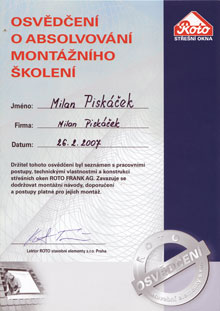 OSVĚDČENÍ
O ABSOLVOVÁNÍ
MONTÁŽNÍHO
ŠKOLENÍ
Roto
STŘEŠNÍ OKNA
Jméno: Milan Piskáček
Firma: Milan Piskáček
Datum: 26.2.2007
Držitel tohoto osvědčení byl seznámen s pracovními
postupy, technickými vlastnostmi a konstrukcí
střešních oken ROTO FRANK AG. Zavazuje se
dodržovat montážní návody, doporučení
a postupy platné pro jejich montáž.
Lektor ROTO stavební elementy s.r.o. Praha
OSVĚDČENÍ